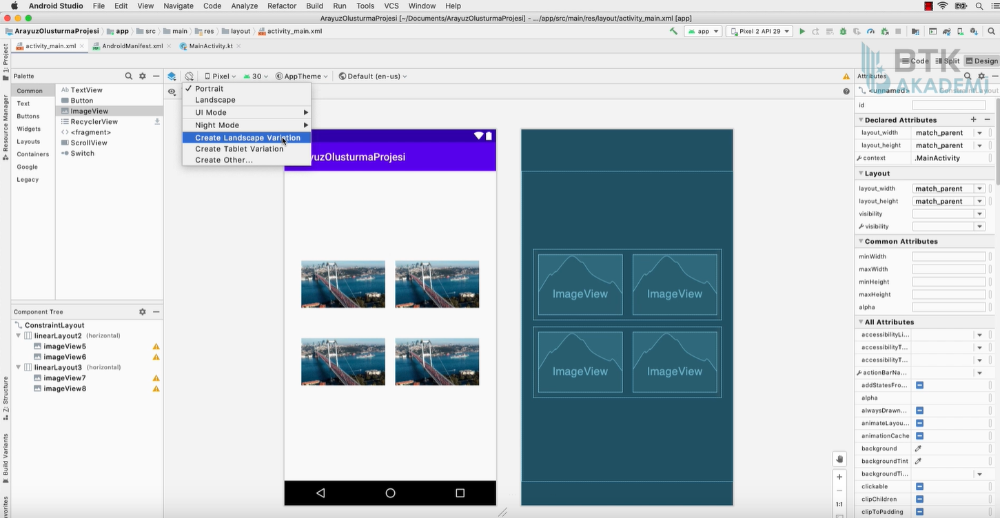 Android Studio File Edit View Navigate Code Analyze Refactor Build Run Tools VCS Window Help
ArayuzOlusturmaProjesi [~/Documents/ArayuzOlusturmaProjesi] - .../app/src/main/res/layout/activity_main.xml [app]
ArayuzOlusturmaProjesi app src main res layout activity_main.xml app Pixel 2 API 29
activity_main.xml AndroidManifest.xml MainActivity.kt
1: Project
Resource Manager
Z: Structure
Build Variants
BTK
AKADEMİ
Code Split Design
Palette
Common
Text
Buttons
Widgets
Layouts
Containers
Google
Legacy
Ab TextView
Button
ImageView
RecyclerView
<fragment>
ScrollView
Switch
Pixel 30 AppTheme Default (en-us)
Portrait
Landscape
UI Mode
Night Mode
Create Landscape Variation
Create Tablet Variation
Create Other...
yuzOlusturmaProjesi
ImageView ImageView
ImageView ImageView
Component Tree
ConstraintLayout
linearLayout2 (horizontal)
imageView5
imageView6
linearLayout3 (horizontal)
imageView7
imageView8
Attributes
<unnamed> ConstraintLayout
id
Declared Attributes
layout_width match_parent
layout_height match_parent
context .MainActivity
Layout
layout_width match_parent
layout_height match_parent
visibility
visibility
Common Attributes
minWidth
maxWidth
minHeight
maxHeight
alpha
All Attributes
accessibilityLi...
accessibilityT...
accessibilityT...
actionBarNa...
addStatesFro...
alpha
alwaysDrawn...
animateLayou...
animationCache
background
backgroundTint
backgroundTi...
clickable
clipChildren
clipToPadding
1:1